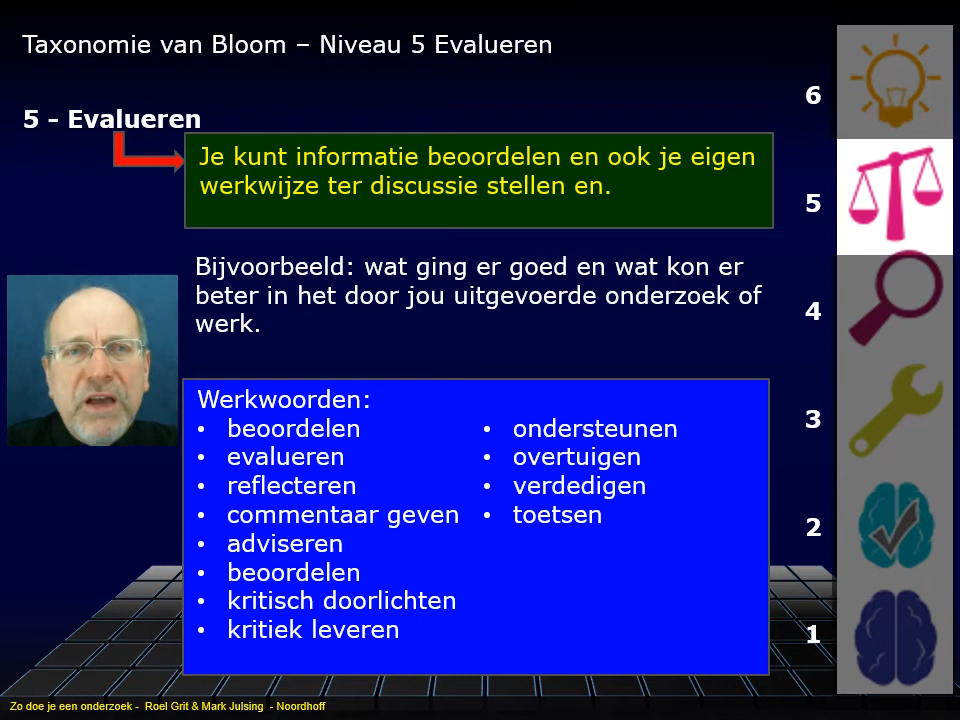 Taxonomie van Bloom – Niveau 5 Evalueren
5 - Evalueren
Je kunt informatie beoordelen en ook je eigen
werkwijze ter discussie stellen en.
Bijvoorbeeld: wat ging er goed en wat kon er
beter in het door jou uitgevoerde onderzoek of
werk.
Werkwoorden:
• beoordelen
• evalueren
• reflecteren
• commentaar geven
• adviseren
• beoordelen
• kritisch doorlichten
• kritiek leveren
• ondersteunen
• overtuigen
• verdedigen
• toetsen
6
5
4
3
2
1
Zo doe je een onderzoek - Roel Grit & Mark Julsing - Noordhoff